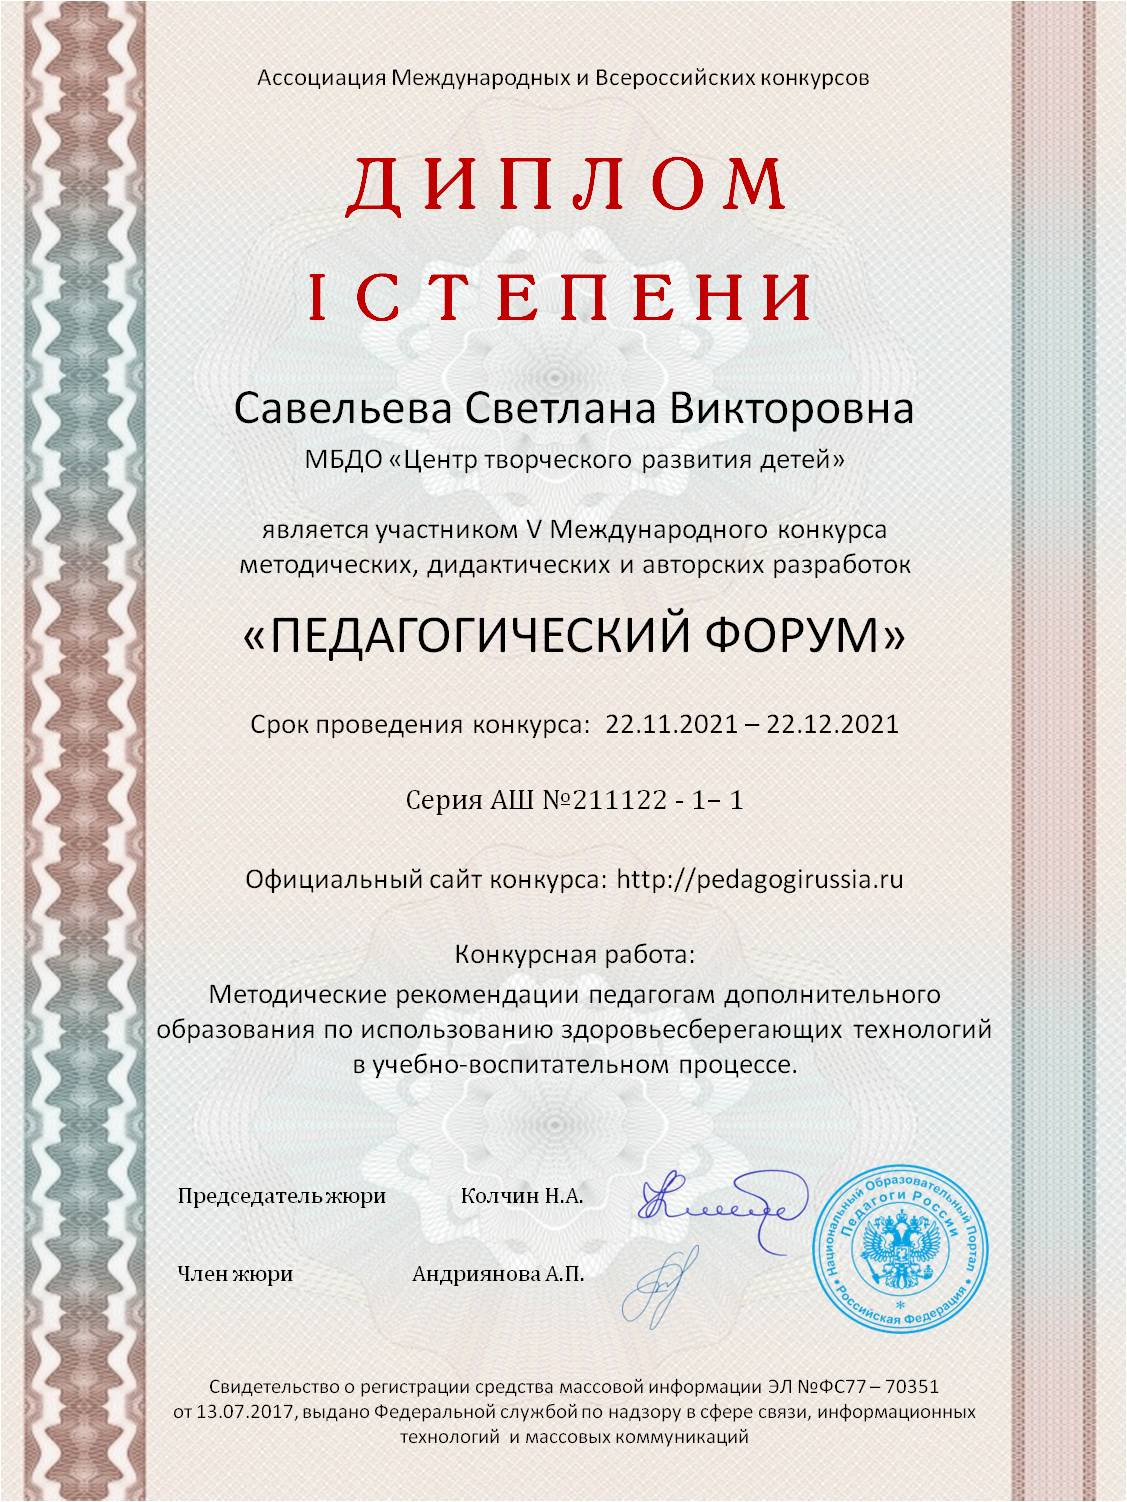 Ассоциация Международных и Всероссийских конкурсов
ДИПЛОМ
I СТЕПЕНИ
Савельева Светлана Викторовна
МБДО «Центр творческого развития детей»
является участником V Международного конкурса
методических, дидактических и авторских разработок
«ПЕДАГОГИЧЕСКИЙ ФОРУМ»
Срок проведения конкурса: 22.11.2021 – 22.12.2021
Серия АШ №211122 - 1– 1
Официальный сайт конкурса: http://pedagogirussia.ru
Конкурсная работа:
Методические рекомендации педагогам дополнительного
образования по использованию здоровьесберегающих технологий
в учебно-воспитательном процессе.
Председатель жюри Колчин Н.А.
Член жюри Андриянова А.П.
Национальный Образовательный Портал
Педагоги России
* Российская Федерация *
Свидетельство о регистрации средства массовой информации ЭЛ №ФС77 – 70351
от 13.07.2017, выдано Федеральной службой по надзору в сфере связи, информационных
технологий и массовых коммуникаций